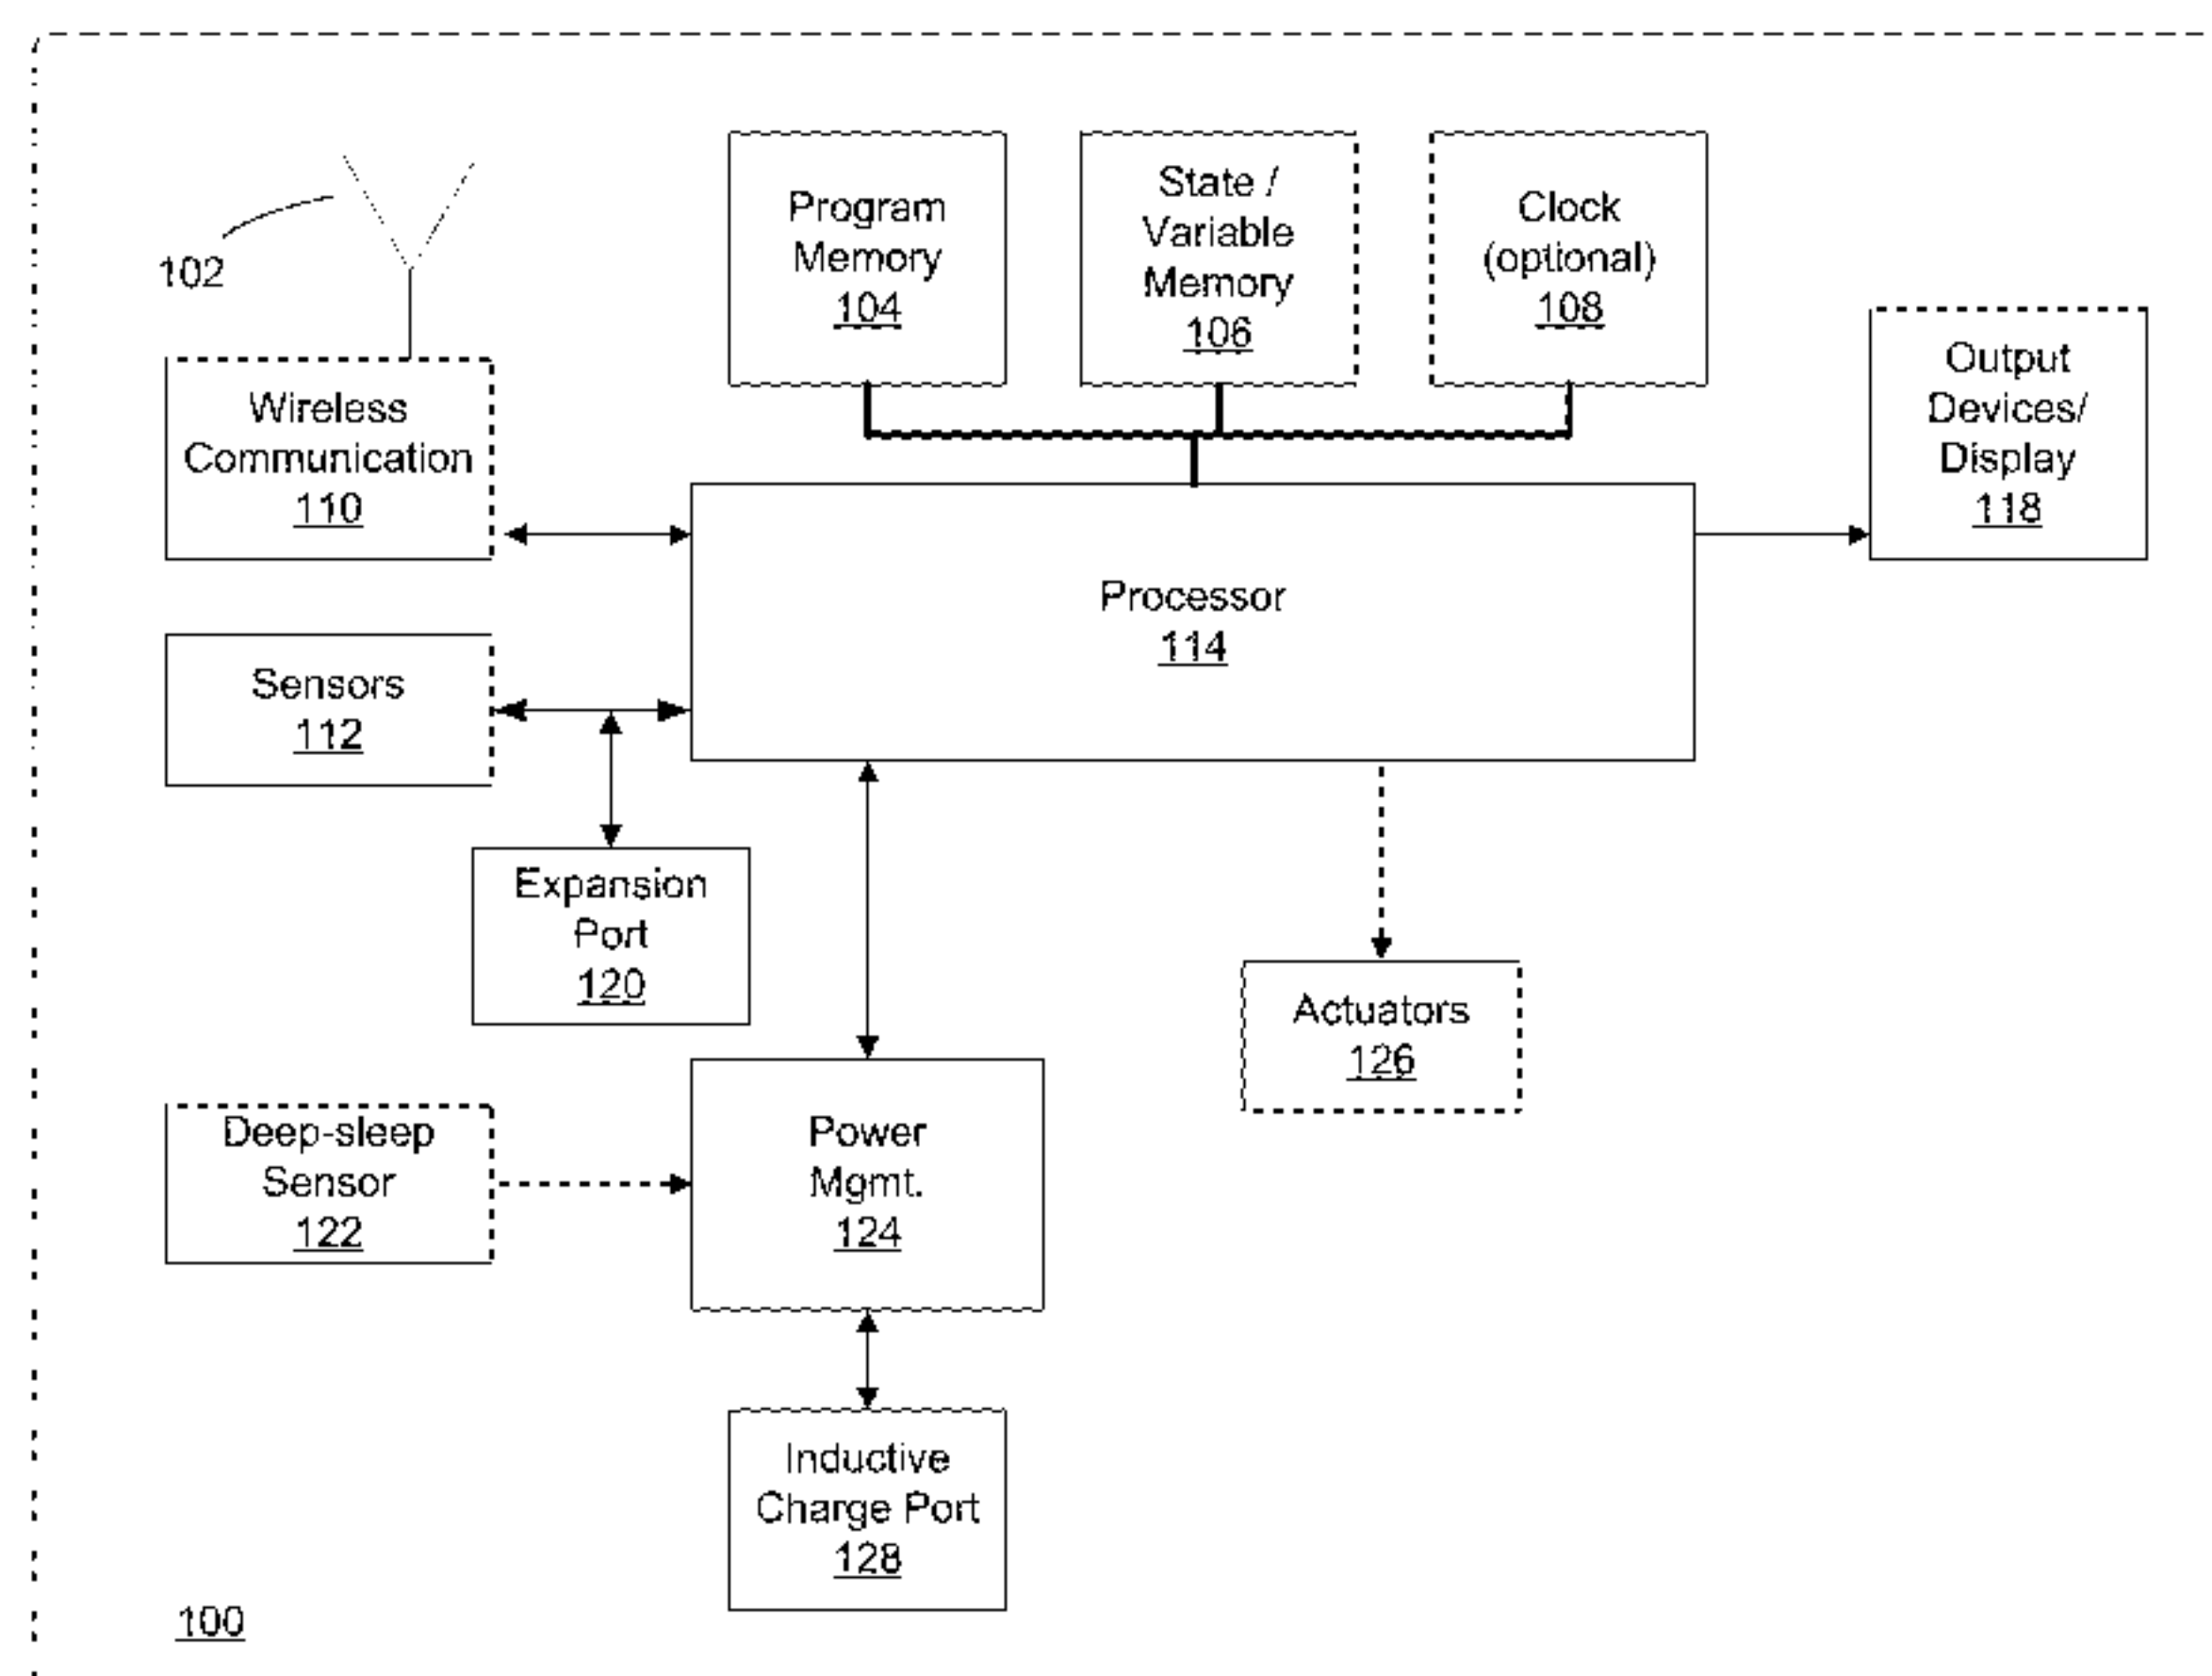 102
Program
Memory
104
State /
Variable
Memory
106
Clock
(optional)
108
Output
Devices/
Display
118
Wireless
Communication
110
Processor
114
Sensors
112
Expansion
Port
120
Actuators
126
Deep-sleep
Sensor
122
Power
Mgmt.
124
Inductive
Charge Port
128
100